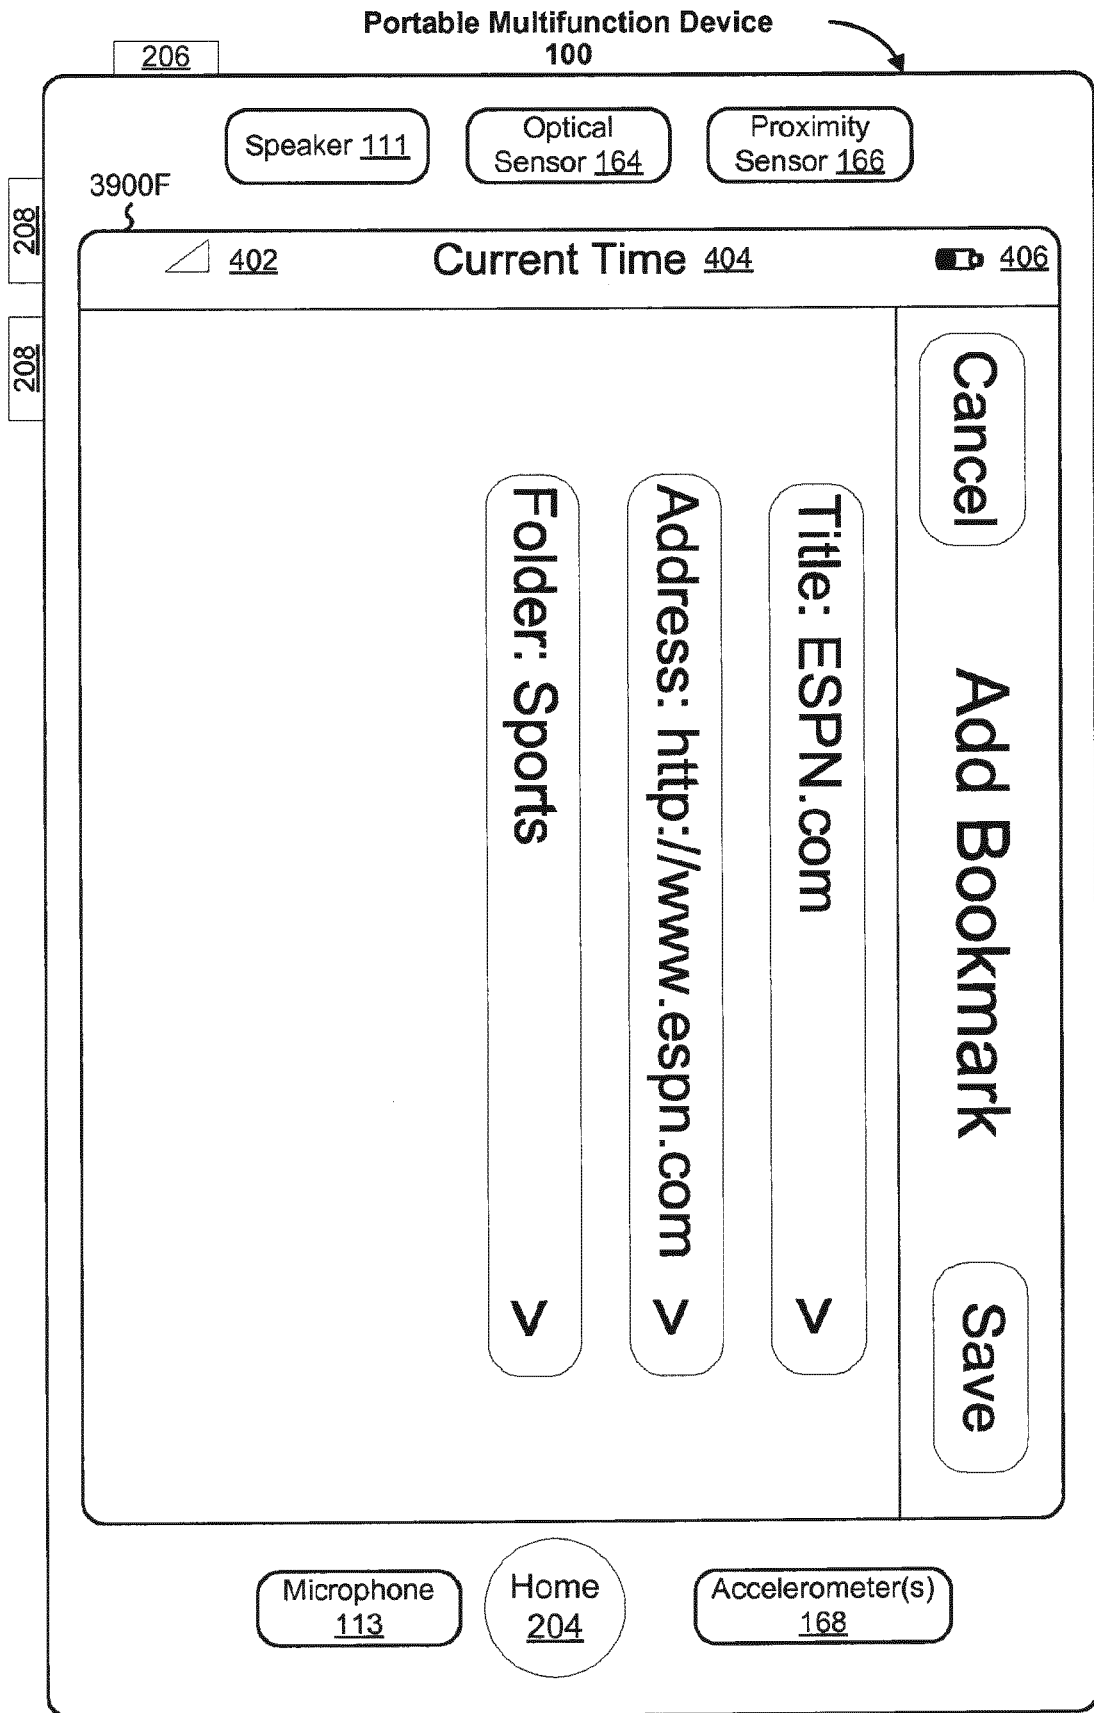 Portable Multifunction Device
100
206
Speaker 111
Optical
Sensor 164
Proximity
Sensor 166
3900F
208
208
402
Current Time 404
406
Cancel
Add Bookmark
Save
Title: ESPN.com >
Address: http://www.espn.com >
Folder: Sports >
Microphone
113
Home
204
Accelerometer(s)
168